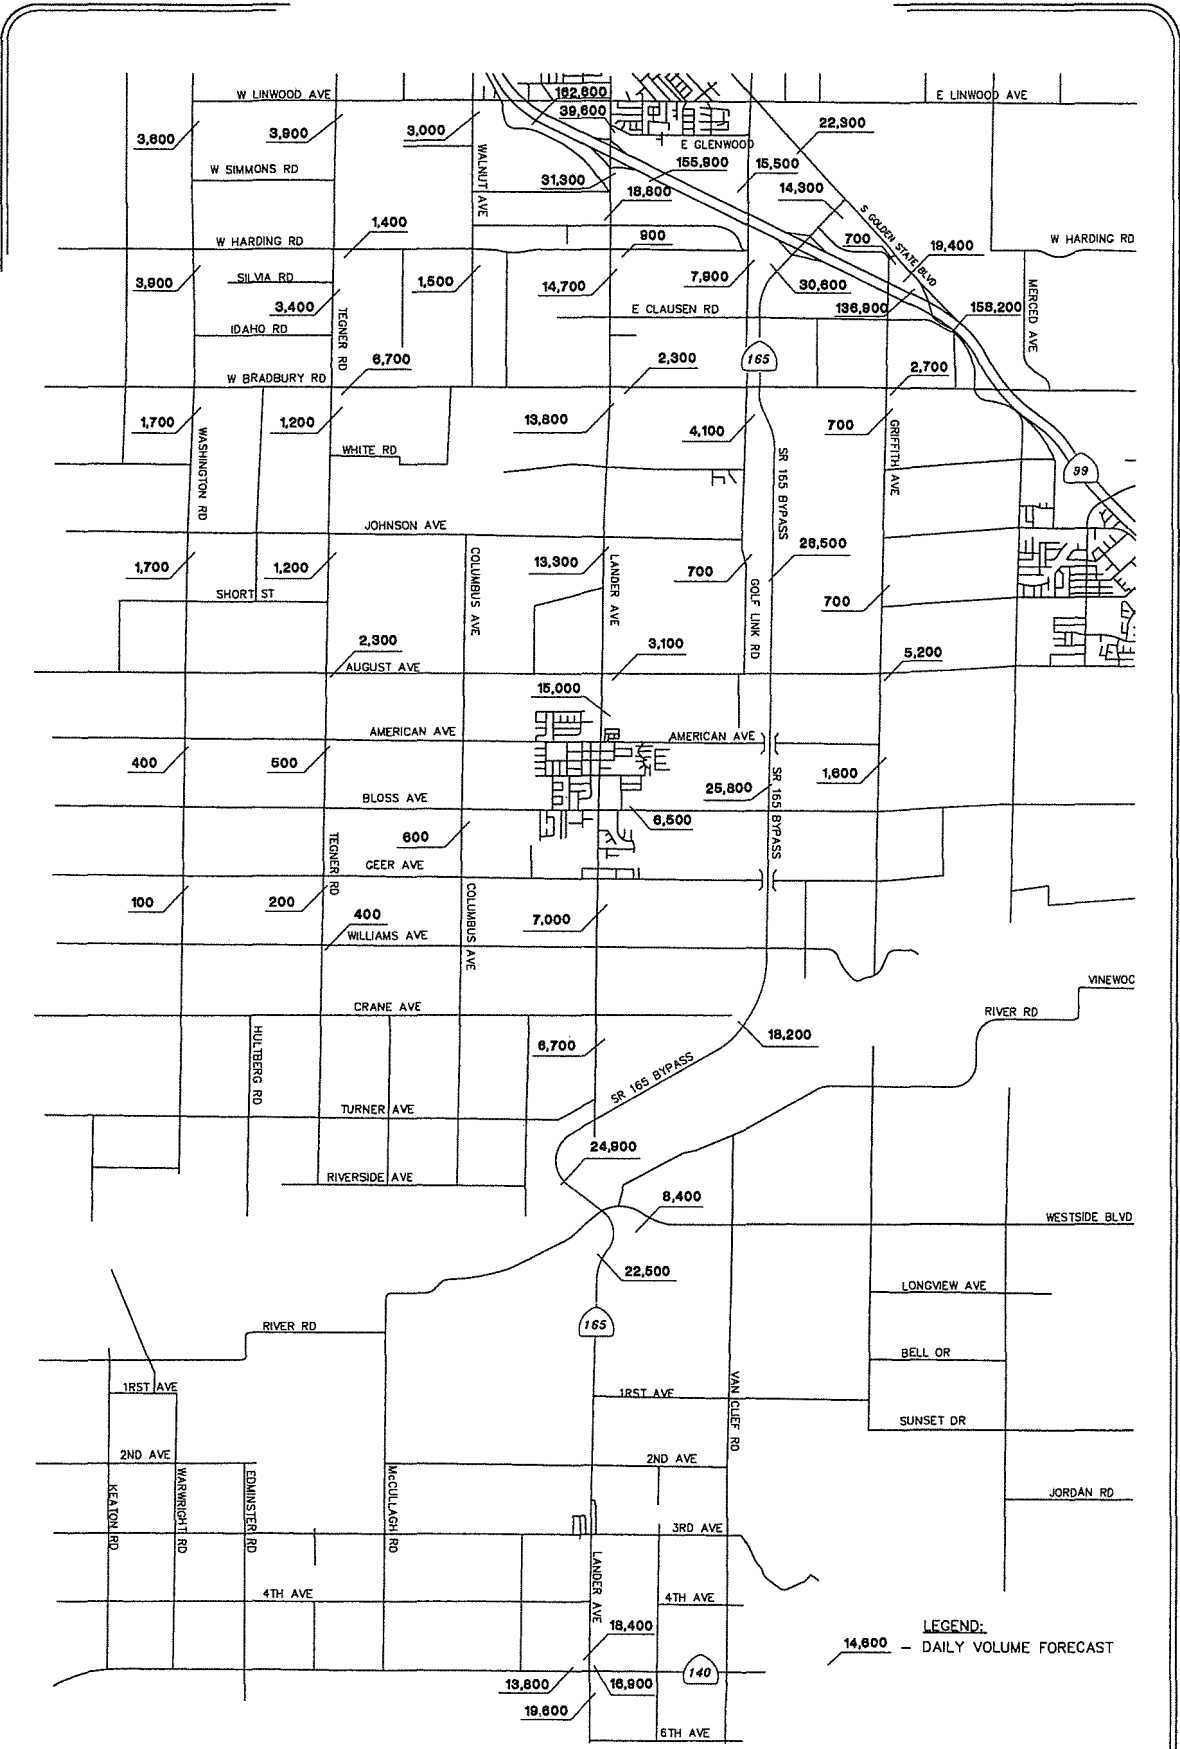 W LINWOOD AVE
162,600
E LINWOOD AVE
39,600
3,600
3,900
3,000
22,300
E GLENWOOD
W SIMMONS RD
WALNUT AVE
31,300
155,900
15,500
18,800
14,300
1,400
S GOLDEN STATE BLVD
W HARDING RD
900
700
19,400
W HARDING RD
3,900
SILVIA RD
1,500
14,700
7,900
30,600
3,400
TEGNER RD
E CLAUSEN RD
136,900
158,200
MERCED AVE
IDAHO RD
6,700
2,300
165
2,700
W BRADBURY RD
1,700
1,200
13,800
4,100
700
WASHINGTON RD
WHITE RD
SR 165 BYPASS
GRIFFITH AVE
99
JOHNSON AVE
1,700
1,200
COLUMBUS AVE
13,300
LANDER AVE
700
26,500
GOLF LINK RD
SHORT ST
700
2,300
3,100
5,200
AUGUST AVE
15,000
AMERICAN AVE
AMERICAN AVE
400
500
SR 165 BYPASS
1,600
25,800
BLOSS AVE
6,500
600
TEGNER RD
GEER AVE
100
200
COLUMBUS AVE
400
7,000
WILLIAMS AVE
VINEWOC
CRANE AVE
RIVER RD
HULTBERG RD
6,700
18,200
SR 165 BYPASS
TURNER AVE
24,900
RIVERSIDE AVE
8,400
WESTSIDE BLVD
22,500
LONGVIEW AVE
165
RIVER RD
BELL DR
1RST AVE
1RST AVE
VAN CLIEF RD
SUNSET DR
2ND AVE
2ND AVE
KEATON RD
WARWRIGHT RD
EDMINSTER RD
McCULLAGH RD
JORDAN RD
3RD AVE
LANDER AVE
4TH AVE
4TH AVE
18,400
LEGEND:
14,600 – DAILY VOLUME FORECAST
140
13,800
16,900
19,600
6TH AVE